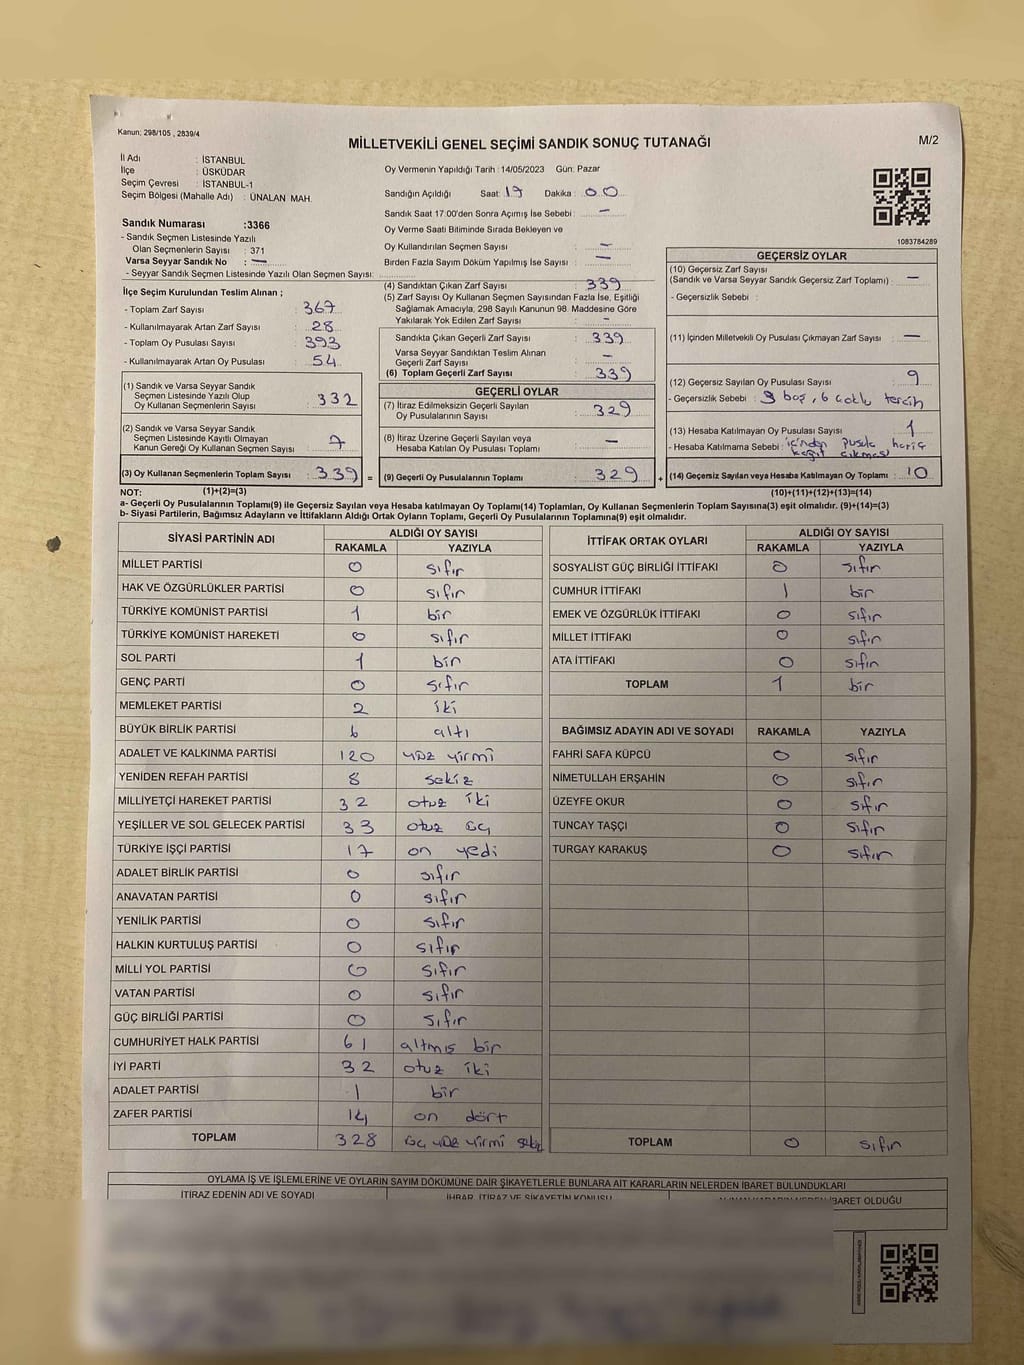 Kanun: 298/105 , 2839/4
MİLLETVEKİLİ GENEL SEÇİMİ SANDIK SONUÇ TUTANAĞI
M/2
İl Adı : İSTANBUL
İlçe : ÜSKÜDAR
Seçim Çevresi : İSTANBUL-1
Seçim Bölgesi (Mahalle Adı) : ÜNALAN MAH.
Oy Vermenin Yapıldığı Tarih : 14/05/2023 Gün: Pazar
Sandığın Açıldığı Saat: 19 Dakika : 00
Sandık Saat 17:00'den Sonra Açımış İse Sebebi : —
Oy Verme Saati Bitiminde Sırada Bekleyen ve
Oy Kullandırılan Seçmen Sayısı : —
Birden Fazla Sayım Döküm Yapılmış İse Sayısı : —
1083784289
Sandık Numarası :3366
- Sandık Seçmen Listesinde Yazılı
Olan Seçmenlerin Sayısı : 371
Varsa Seyyar Sandık No : —
- Seyyar Sandık Seçmen Listesinde Yazılı Olan Seçmen Sayısı:
İlçe Seçim Kurulundan Teslim Alınan ;
- Toplam Zarf Sayısı : 367
- Kullanılmayarak Artan Zarf Sayısı : 28
- Toplam Oy Pusulası Sayısı : 393
- Kullanılmayarak Artan Oy Pusulası : 54
(1) Sandık ve Varsa Seyyar Sandık
Seçmen Listesinde Yazılı Olup
Oy Kullanan Seçmenlerin Sayısı : 332
(2) Sandık ve Varsa Seyyar Sandık
Seçmen Listesinde Kayıtlı Olmayan
Kanun Gereği Oy Kullanan Seçmen Sayısı : 7
(3) Oy Kullanan Seçmenlerin Toplam Sayısı : 339
(1)+(2)=(3)
(4) Sandıktan Çıkan Zarf Sayısı : 339
(5) Zarf Sayısı Oy Kullanan Seçmen Sayısından Fazla İse, Eşitliği
Sağlamak Amacıyla, 298 Sayılı Kanunun 98. Maddesine Göre
Yakılarak Yok Edilen Zarf Sayısı : -
Sandıkta Çıkan Geçerli Zarf Sayısı : 339
Varsa Seyyar Sandıktan Teslim Alınan
Geçerli Zarf Sayısı : —
(6) Toplam Geçerli Zarf Sayısı : 339
GEÇERLİ OYLAR
(7) İtiraz Edilmeksizin Geçerli Sayılan
Oy Pusulalarının Sayısı : 329
(8) İtiraz Üzerine Geçerli Sayılan veya
Hesaba Katılan Oy Pusulası Toplamı : —
= (9) Geçerli Oy Pusulalarının Toplamı : 329 +
GEÇERSİZ OYLAR
(10) Geçersiz Zarf Sayısı
(Sandık ve Varsa Seyyar Sandık Geçersiz Zarf Toplamı) : —
- Geçersizlik Sebebi :
(11) İçinden Milletvekili Oy Pusulası Çıkmayan Zarf Sayısı : —
(12) Geçersiz Sayılan Oy Pusulası Sayısı : 9
- Geçersizlik Sebebi : 3 boş, 6 çoklu tercih
(13) Hesaba Katılmayan Oy Pusulası Sayısı : 1
- Hesaba Katılmama Sebebi : içinden pusula hariç
kağıt çıkması
(14) Geçersiz Sayılan veya Hesaba Katılmayan Oy Toplamı : 10
(10)+(11)+(12)+(13)=(14)
NOT:
a- Geçerli Oy Pusulalarının Toplamı(9) ile Geçersiz Sayılan veya Hesaba katılmayan Oy Toplamı(14) Toplamları, Oy Kullanan Seçmenlerin Toplam Sayısına(3) eşit olmalıdır. (9)+(14)=(3)
b- Siyasi Partilerin, Bağımsız Adayların ve İttifakların Aldığı Ortak Oyların Toplamı, Geçerli Oy Pusulalarının Toplamına(9) eşit olmalıdır.
SİYASİ PARTİNİN ADI ALDIĞI OY SAYISI
RAKAMLA YAZIYLA
MİLLET PARTİSİ 0 sıfır
HAK VE ÖZGÜRLÜKLER PARTİSİ 0 sıfır
TÜRKİYE KOMÜNİST PARTİSİ 1 bir
TÜRKİYE KOMÜNİST HAREKETİ 0 sıfır
SOL PARTİ 1 bir
GENÇ PARTİ 0 sıfır
MEMLEKET PARTİSİ 2 iki
BÜYÜK BİRLİK PARTİSİ 6 altı
ADALET VE KALKINMA PARTİSİ 120 yüz yirmi
YENİDEN REFAH PARTİSİ 8 sekiz
MİLLİYETÇİ HAREKET PARTİSİ 32 otuz iki
YEŞİLLER VE SOL GELECEK PARTİSİ 33 otuz üç
TÜRKİYE İŞÇİ PARTİSİ 17 on yedi
ADALET BİRLİK PARTİSİ 0 sıfır
ANAVATAN PARTİSİ 0 sıfır
YENİLİK PARTİSİ 0 sıfır
HALKIN KURTULUŞ PARTİSİ 0 sıfır
MİLLİ YOL PARTİSİ 0 sıfır
VATAN PARTİSİ 0 sıfır
GÜÇ BİRLİĞİ PARTİSİ 0 sıfır
CUMHURİYET HALK PARTİSİ 61 altmış bir
İYİ PARTİ 32 otuz iki
ADALET PARTİSİ 1 bir
ZAFER PARTİSİ 14 on dört
TOPLAM 328 üç yüz yirmi sekiz
İTTİFAK ORTAK OYLARI ALDIĞI OY SAYISI
RAKAMLA YAZIYLA
SOSYALİST GÜÇ BİRLİĞİ İTTİFAKI 0 sıfır
CUMHUR İTTİFAKI 1 bir
EMEK VE ÖZGÜRLÜK İTTİFAKI 0 sıfır
MİLLET İTTİFAKI 0 sıfır
ATA İTTİFAKI 0 sıfır
TOPLAM 1 bir
BAĞIMSIZ ADAYIN ADI VE SOYADI RAKAMLA YAZIYLA
FAHRİ SAFA KÜPCÜ 0 sıfır
NİMETULLAH ERŞAHİN 0 sıfır
ÜZEYFE OKUR 0 sıfır
TUNCAY TAŞÇI 0 sıfır
TURGAY KARAKUŞ 0 sıfır
TOPLAM 0 sıfır
OYLAMA İŞ VE İŞLEMLERİNE VE OYLARIN SAYIM DÖKÜMÜNE DAİR ŞİKAYETLERLE BUNLARA AİT KARARLARIN NELERDEN İBARET BULUNDUKLARI
İTİRAZ EDENİN ADI VE SOYADI İHBAR, İTİRAZ VE ŞİKAYETİN KONUSU İBARET OLDUĞU